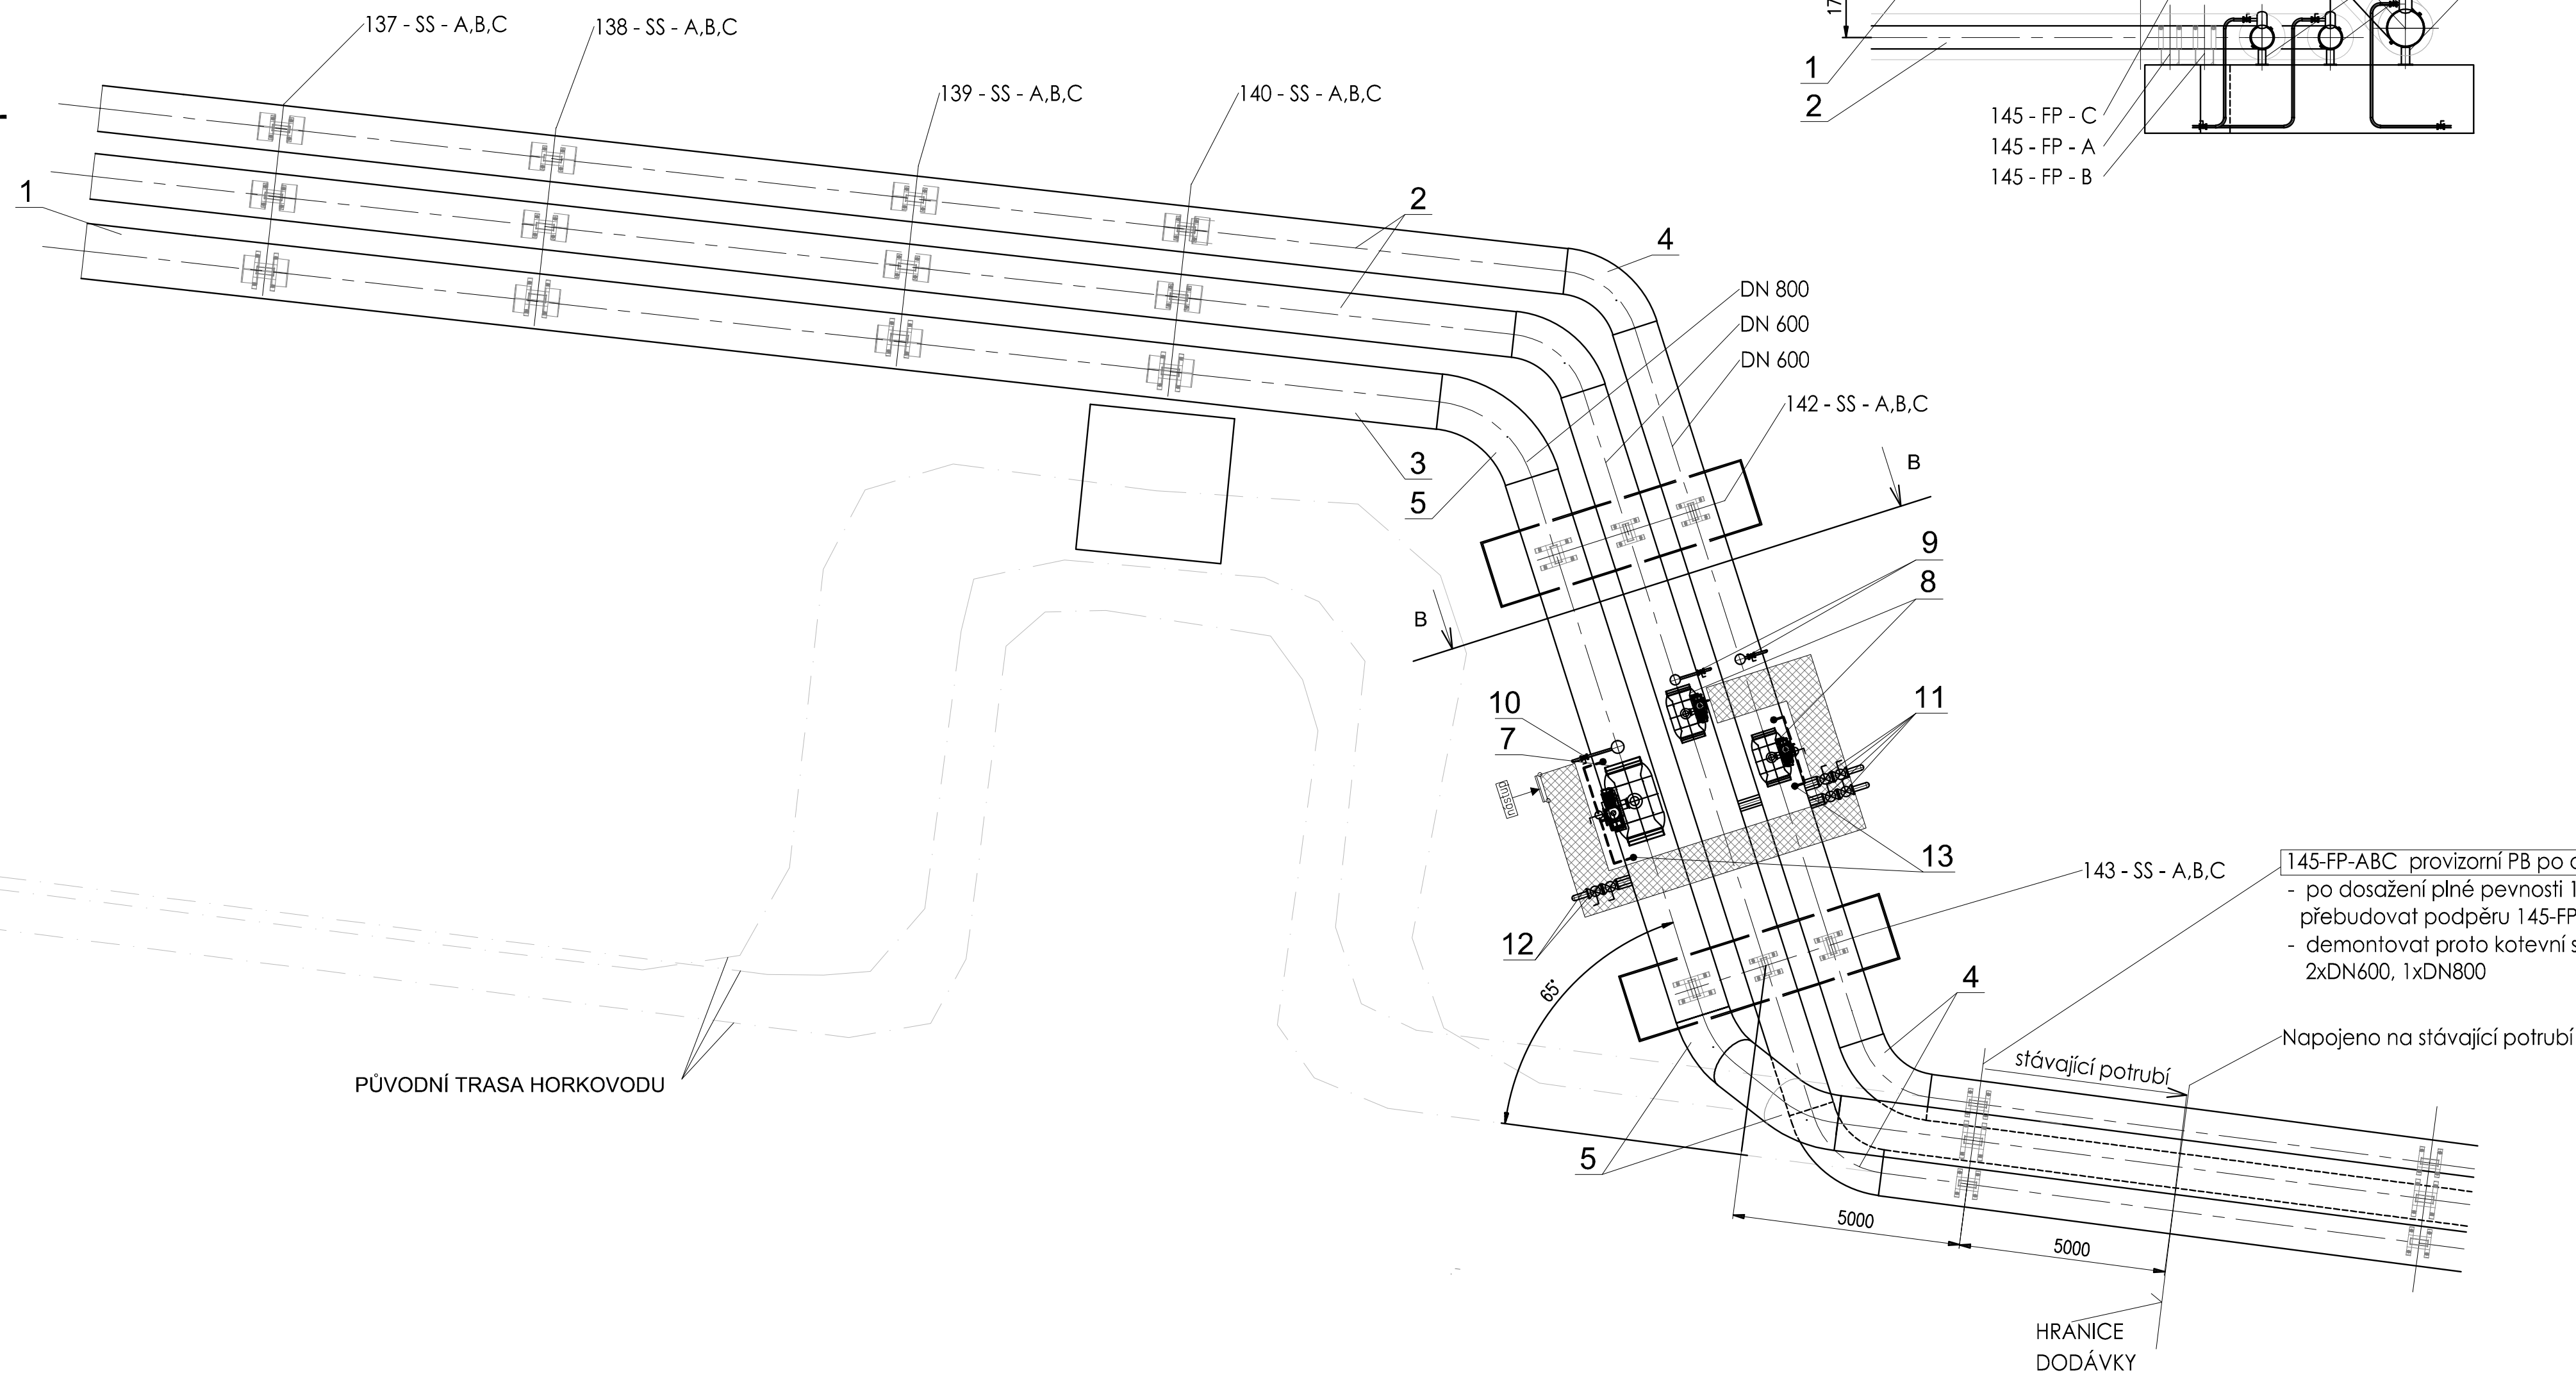 137 - SS - A,B,C
138 - SS - A,B,C
139 - SS - A,B,C
140 - SS - A,B,C
17
1
2
145 - FP - C
145 - FP - A
145 - FP - B
1
2
4
DN 800
DN 600
DN 600
142 - SS - A,B,C
3
5
B
B
9
8
10
7
11
nástup
13
12
143 - SS - A,B,C
145-FP-ABC provizorní PB po
- po dosažení plné pevnosti
přebudovat podpěru 145-FP
- demontovat proto kotevní
2xDN600, 1xDN800
65°
4
Napojeno na stávající potrubí
stávající potrubí
PŮVODNÍ TRASA HORKOVODU
5
5000
5000
HRANICE
DODÁVKY